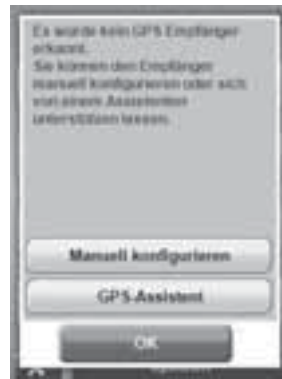 Es wurde kein GPS Empfänger
erkannt.
Sie können den Empfänger
manuell konfigurieren oder sich
von einem Assistenten
unterstützen lassen.
Manuell konfigurieren
GPS-Assistent
OK